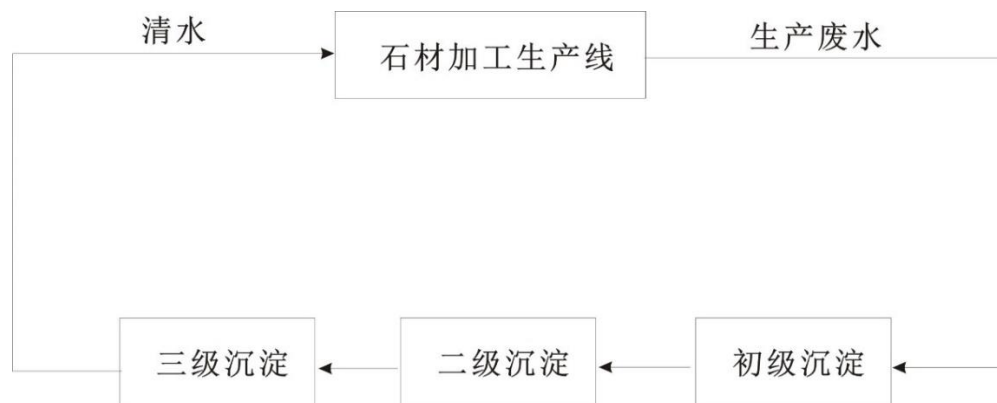 清水
石材加工生产线
生产废水
三级沉淀
二级沉淀
初级沉淀